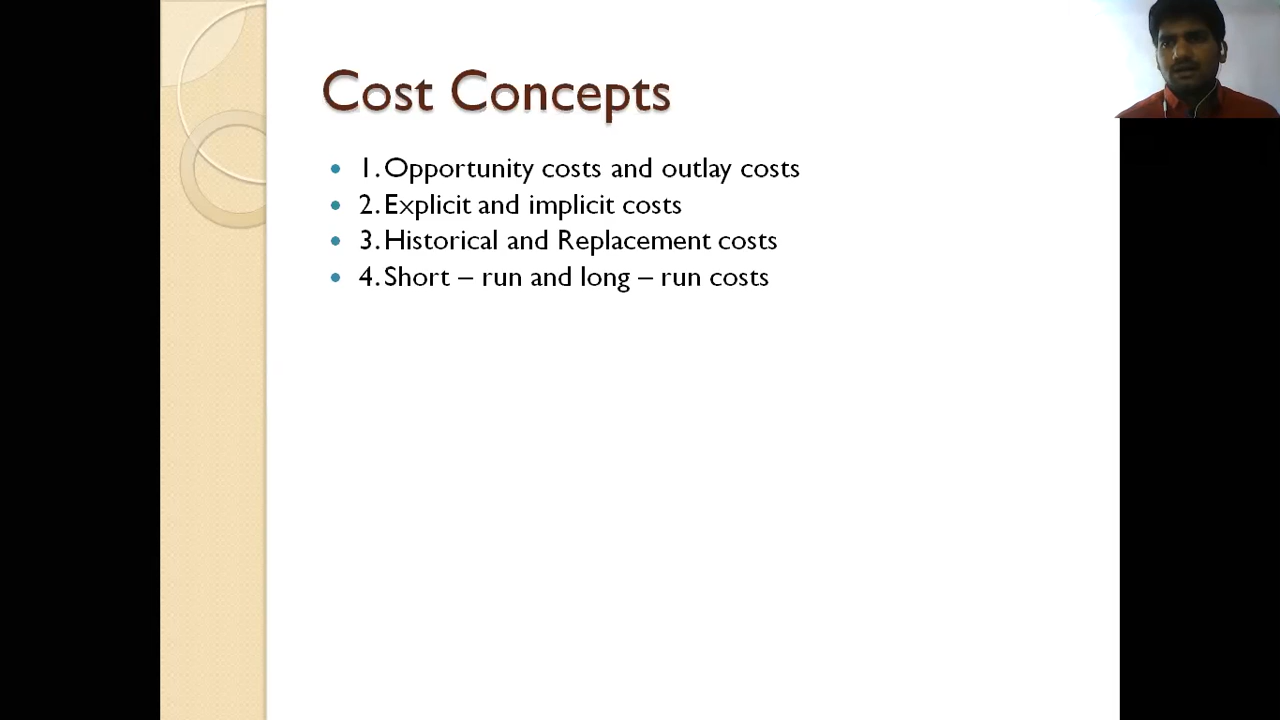 Cost Concepts
1. Opportunity costs and outlay costs
2. Explicit and implicit costs
3. Historical and Replacement costs
4. Short – run and long – run costs